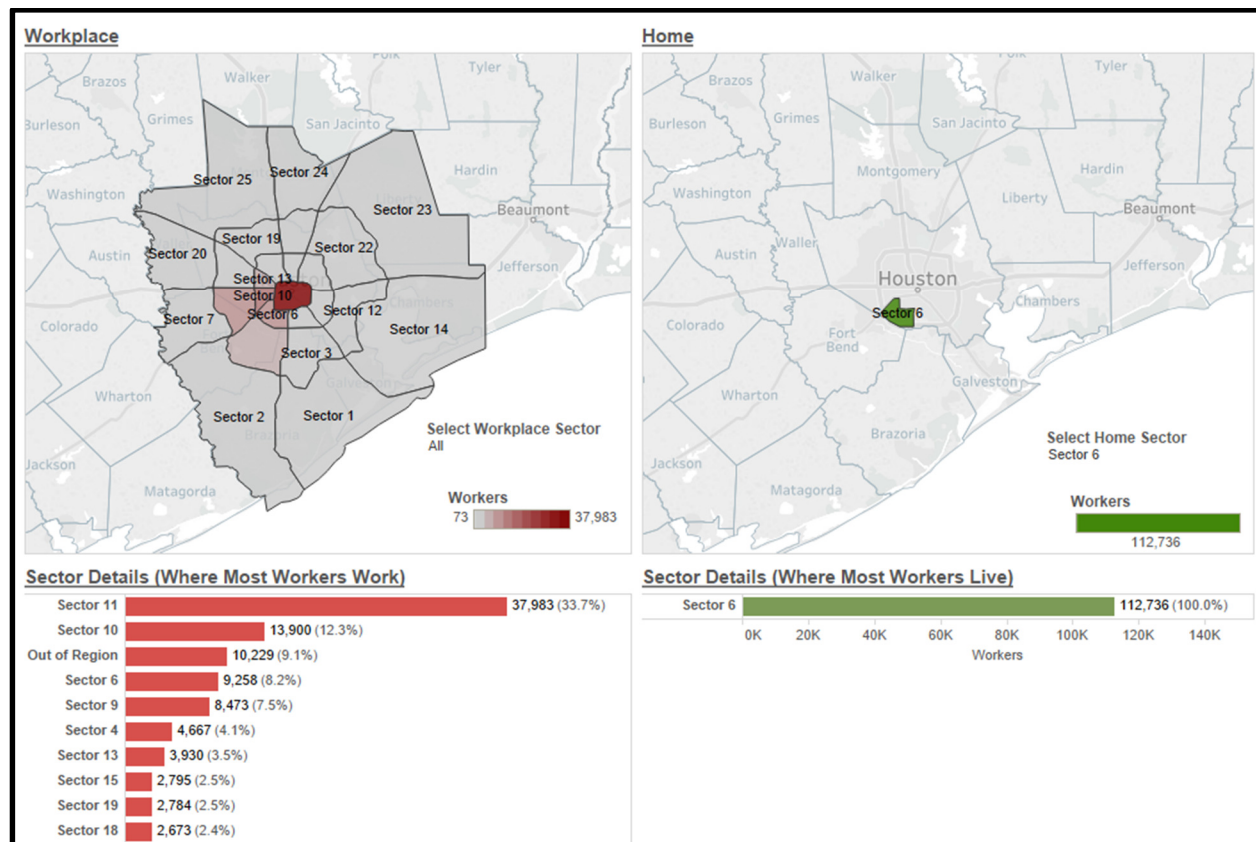 Workplace
Polk
Tyler
Walker
Brazos
Grimes
San Jacinto
Burleson
Hardin
Sector 24
Sector 25
Washington
Sector 23
Liberty
Beaumont
Sector 19
Sector 22
Austin
Waller
Sector 20
Jefferson
Sector 13
Sector 10
Chambers
Sector 12
Sector 6
Sector 7
Colorado
Sector 14
Sector 3
Galveston
Wharton
Sector 2
Sector 1
Brazoria
Select Workplace Sector
All
Jackson
Matagorda
Workers
73
37,983
Home
Polk
Tyler
Walker
Brazos
Grimes
San Jacinto
Burleson
Hardin
Montgomery
Washington
Liberty
Beaumont
Austin
Waller
Jefferson
Houston
Chambers
Sector 6
Colorado
Fort
Bend
Galveston
Wharton
Brazoria
Select Home Sector
Sector 6
Jackson
Matagorda
Workers
112,736
Sector Details (Where Most Workers Work)
Sector 11 37,983 (33.7%)
Sector 10 13,900 (12.3%)
Out of Region 10,229 (9.1%)
Sector 6 9,258 (8.2%)
Sector 9 8,473 (7.5%)
Sector 4 4,667 (4.1%)
Sector 13 3,930 (3.5%)
Sector 15 2,795 (2.5%)
Sector 19 2,784 (2.5%)
Sector 18 2,673 (2.4%)
Sector Details (Where Most Workers Live)
Sector 6 112,736 (100.0%)
0K 20K 40K 60K 80K 100K 120K 140K
Workers